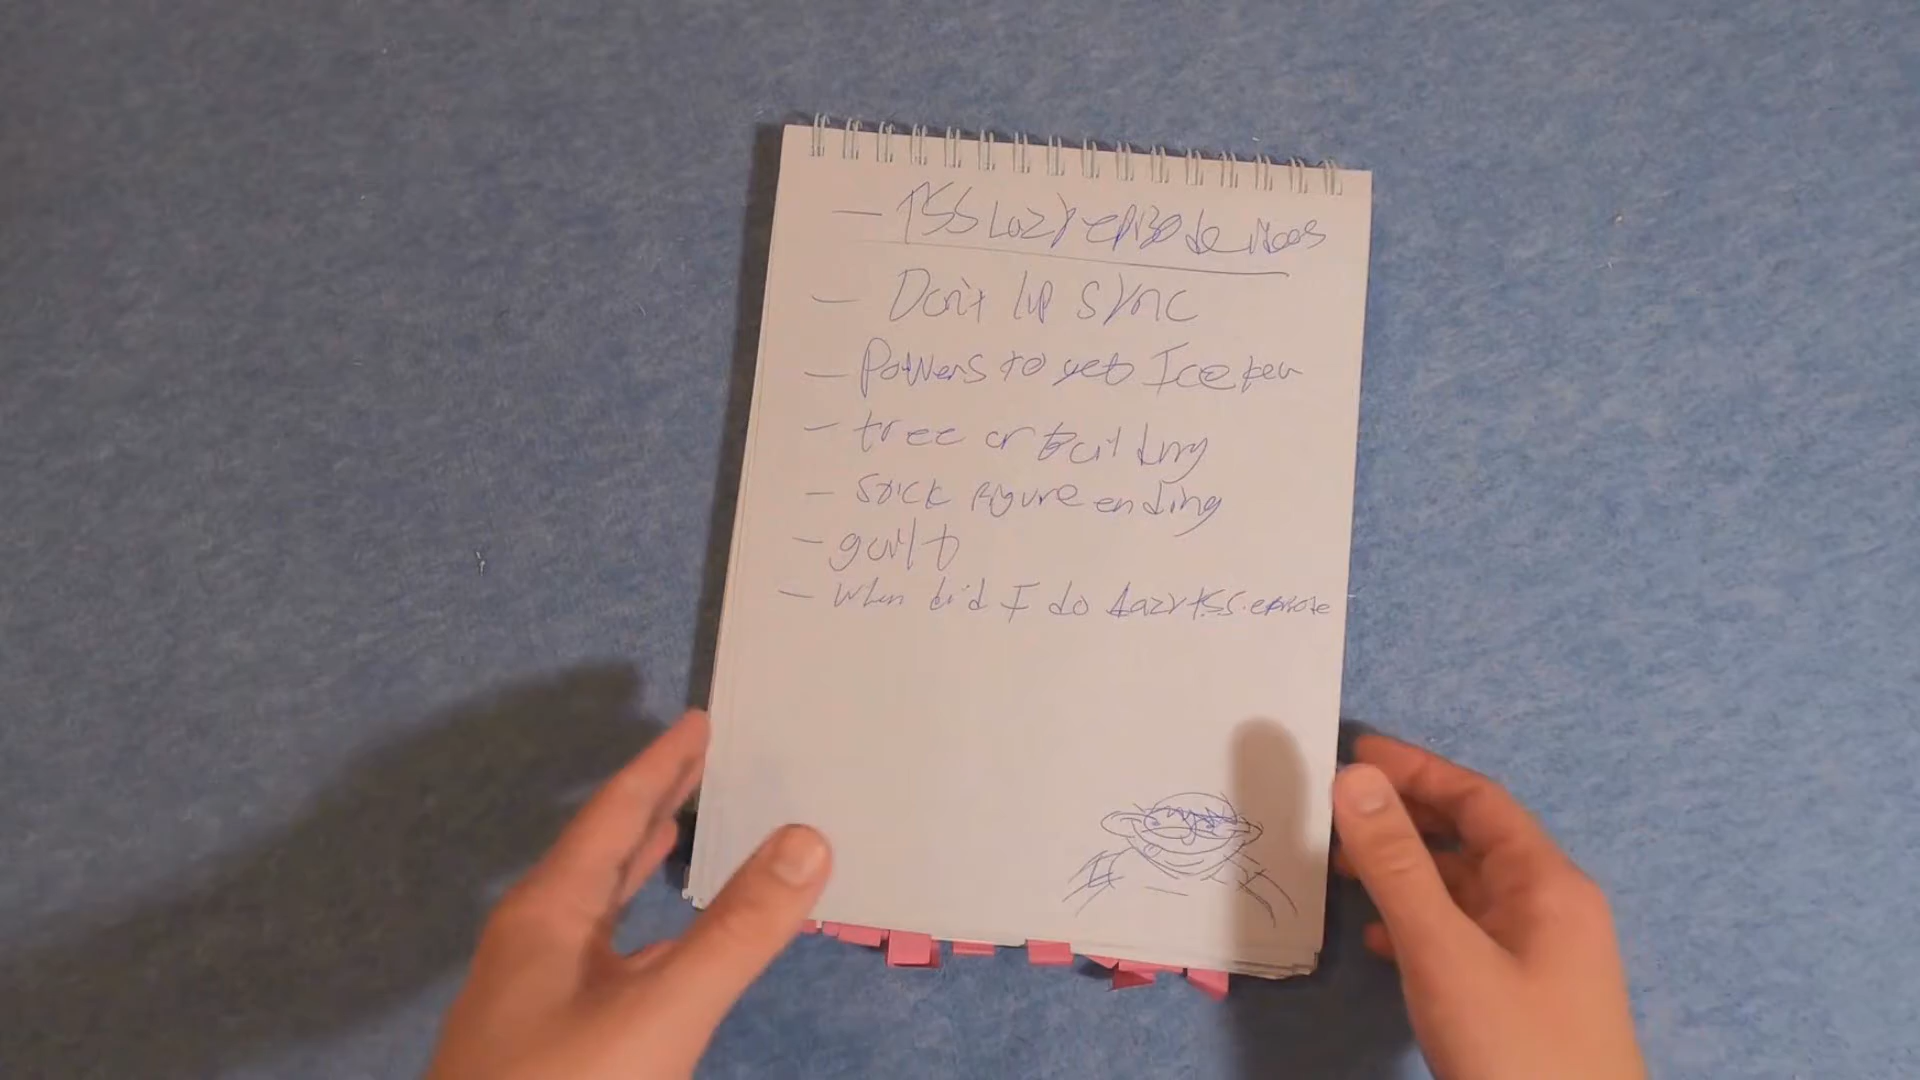 — TSS Lazy episode ideas
— Don't lip sync
— Powers to get Ice
— tree or building
— stick figure ending
— guilt
— When did I do Lazy TSS. episode